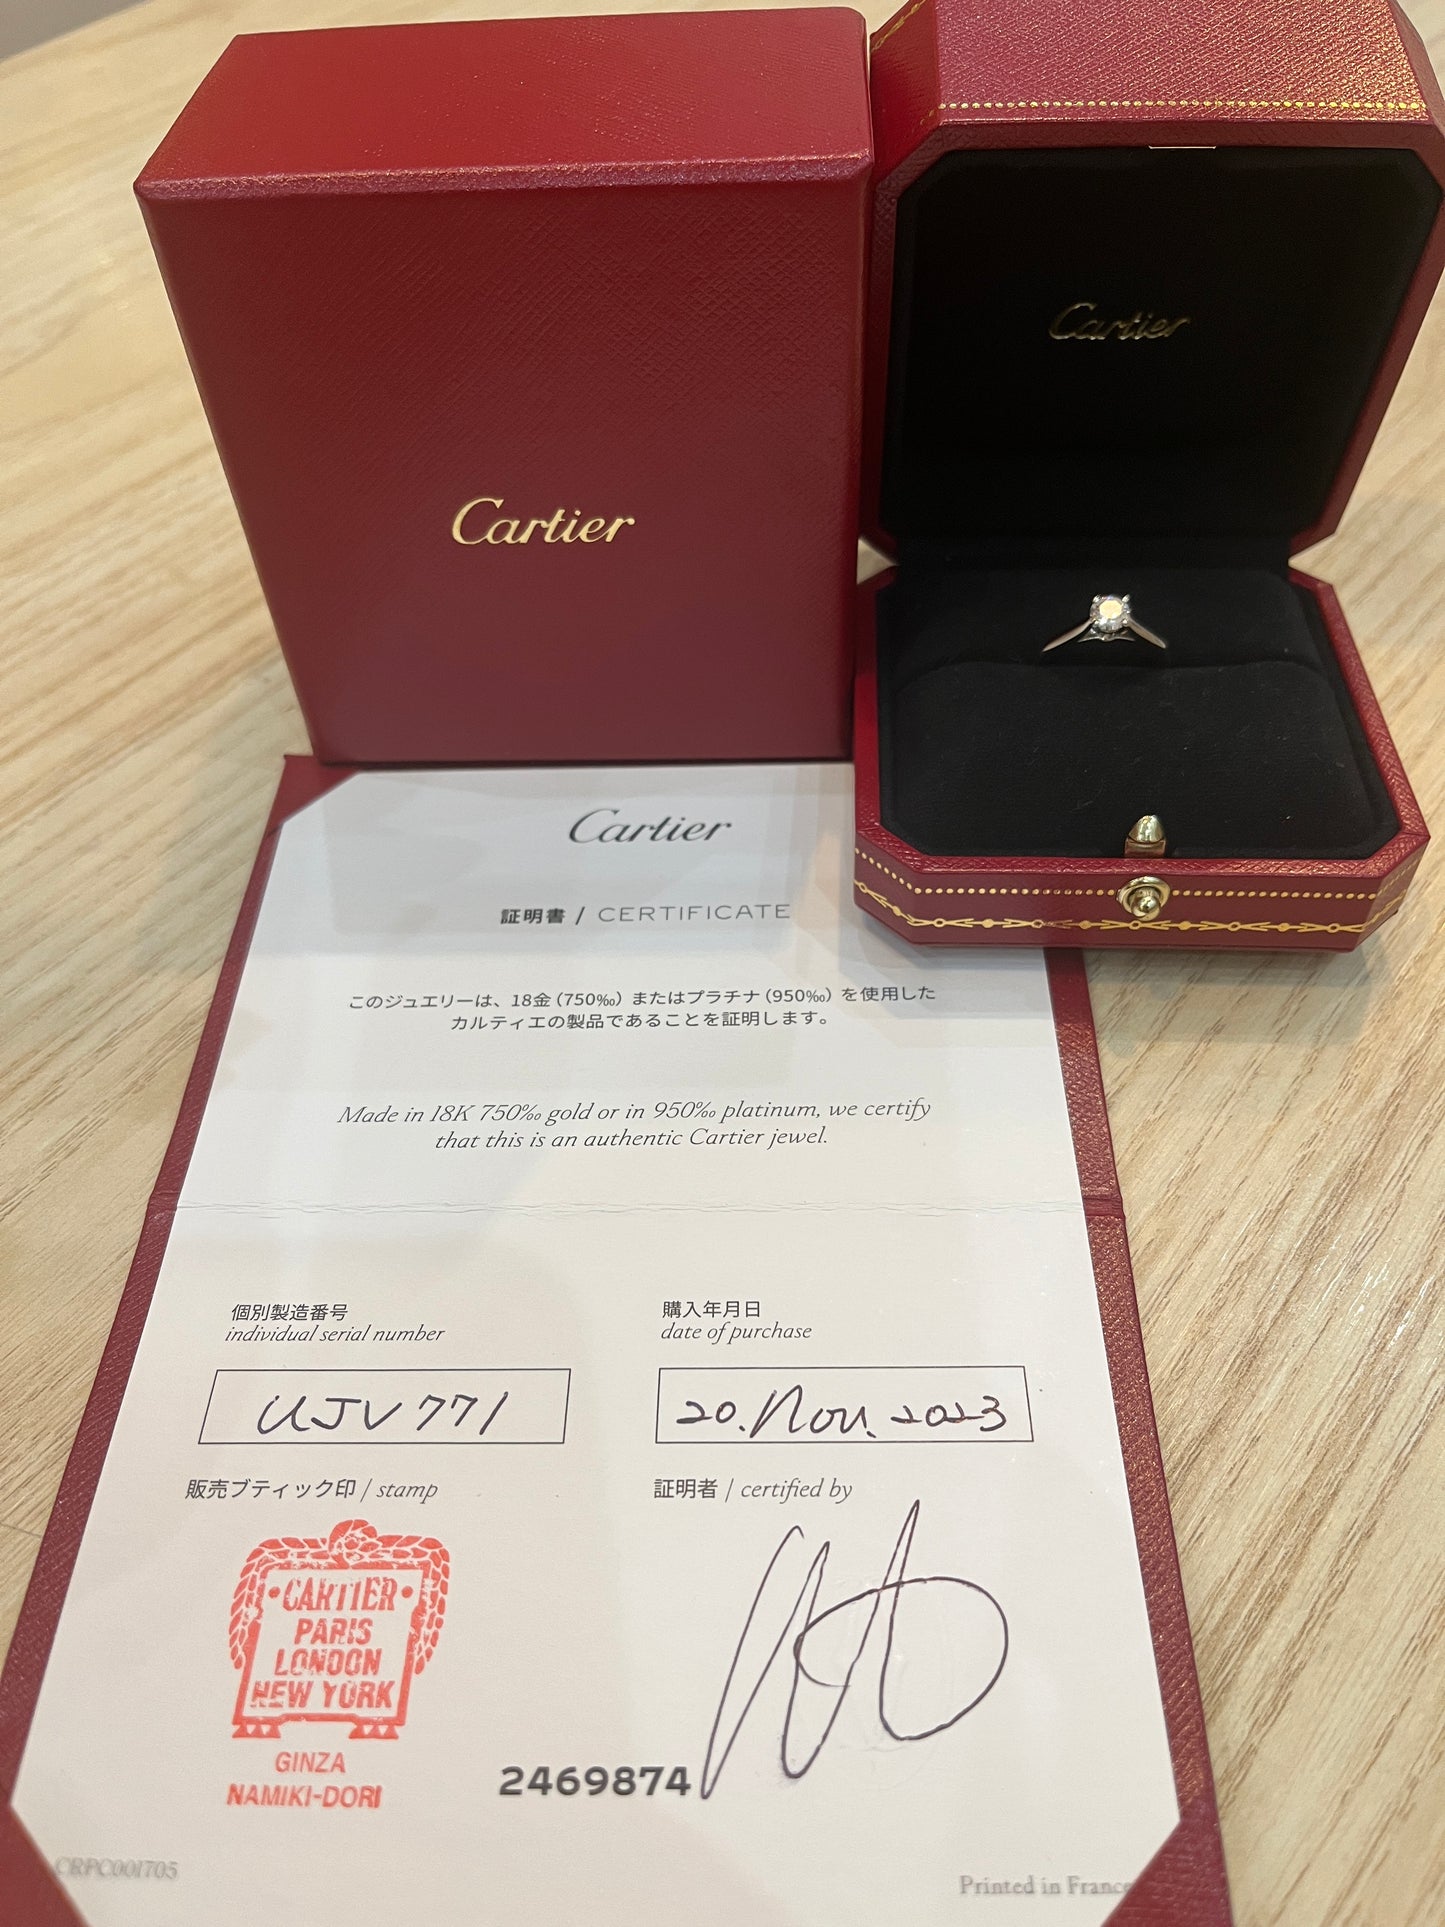 Cartier
Cartier
Cartier
証明書 / CERTIFICATE
このジュエリーは、18金（750‰）またはプラチナ（950‰）を使用した
カルティエの製品であることを証明します。
Made in 18K 750‰ gold or in 950‰ platinum, we certify
that this is an authentic Cartier jewel.
個別製造番号
individual serial number
UJV771
購入年月日
date of purchase
20. Nov. 2023
販売ブティック印 / stamp
・CARTIER・
PARIS
LONDON
NEW YORK
GINZA
NAMIKI-DORI
証明者 / certified by
2469874
CRPC001705
Printed in France